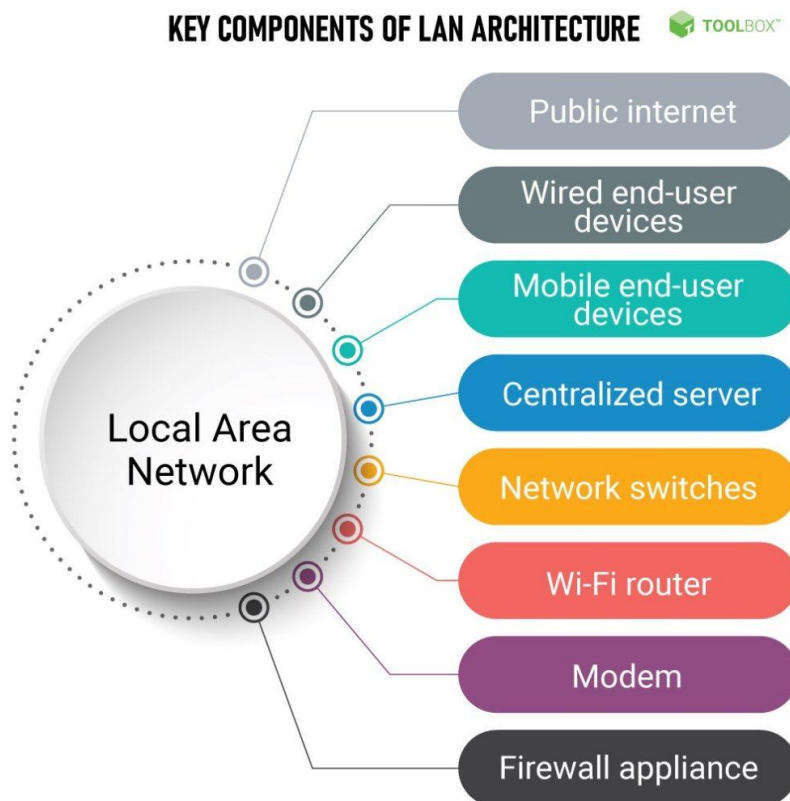 KEY COMPONENTS OF LAN ARCHITECTURE
TOOLBOX™
Public internet
Wired end-user
devices
Mobile end-user
devices
Centralized server
Local Area
Network
Network switches
Wi-Fi router
Modem
Firewall appliance